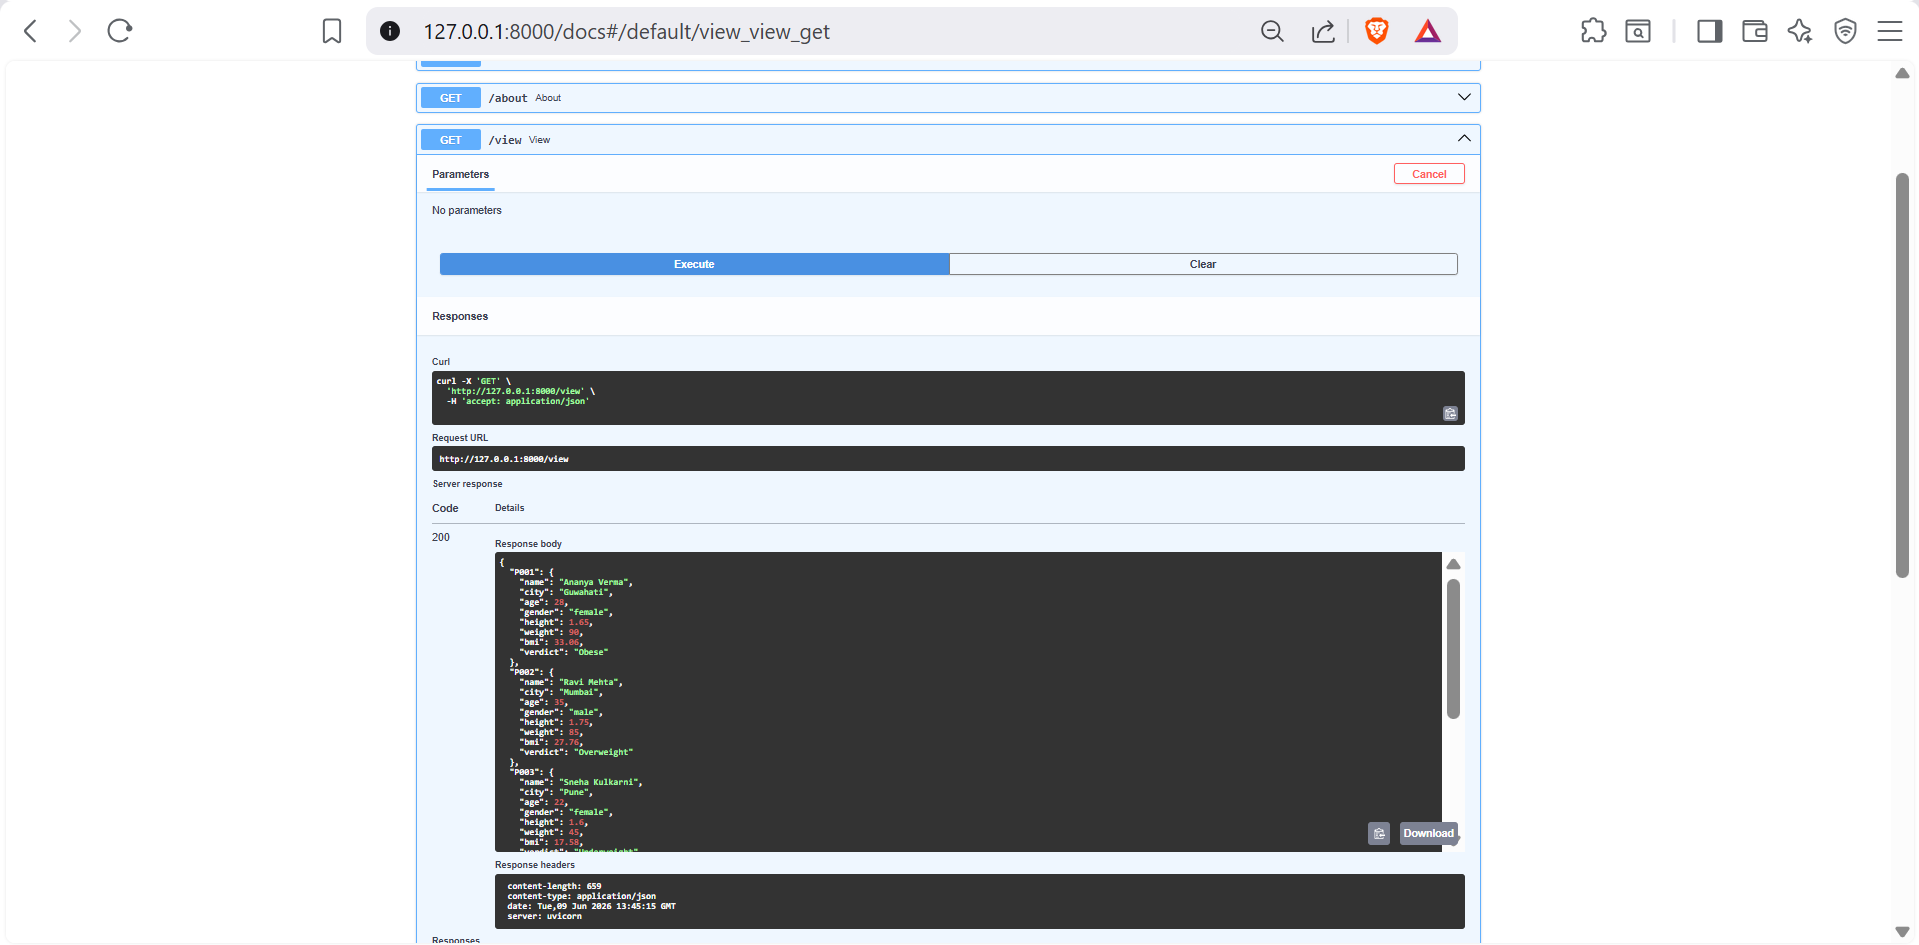 127.0.0.1:8000/docs#/default/view_view_get
GET /about About
GET /view View
Parameters
Cancel
No parameters
Execute
Clear
Responses
Curl
curl -X 'GET' \
'http://127.0.0.1:8000/view' \
-H 'accept: application/json'
Request URL
http://127.0.0.1:8000/view
Server response
Code Details
200
Response body
{
"P001": {
"name": "Ananya Verma",
"city": "Guwahati",
"age": 28,
"gender": "female",
"height": 1.65,
"weight": 90,
"bmi": 33.06,
"verdict": "Obese"
},
"P002": {
"name": "Ravi Mehta",
"city": "Mumbai",
"age": 35,
"gender": "male",
"height": 1.75,
"weight": 85,
"bmi": 27.76,
"verdict": "Overweight"
},
"P003": {
"name": "Sneha Kulkarni",
"city": "Pune",
"age": 22,
"gender": "female",
"height": 1.6,
"weight": 45,
"bmi": 17.58,
"verdict": "Underweight"
Download
Response headers
content-length: 659
content-type: application/json
date: Tue,09 Jun 2026 13:45:15 GMT
server: uvicorn
Responses